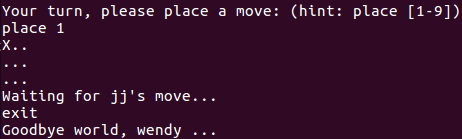 Your turn, please place a move: (hint: place [1-9])
place 1
X..
...
...
Waiting for jj's move...
exit
Goodbye world, wendy ...